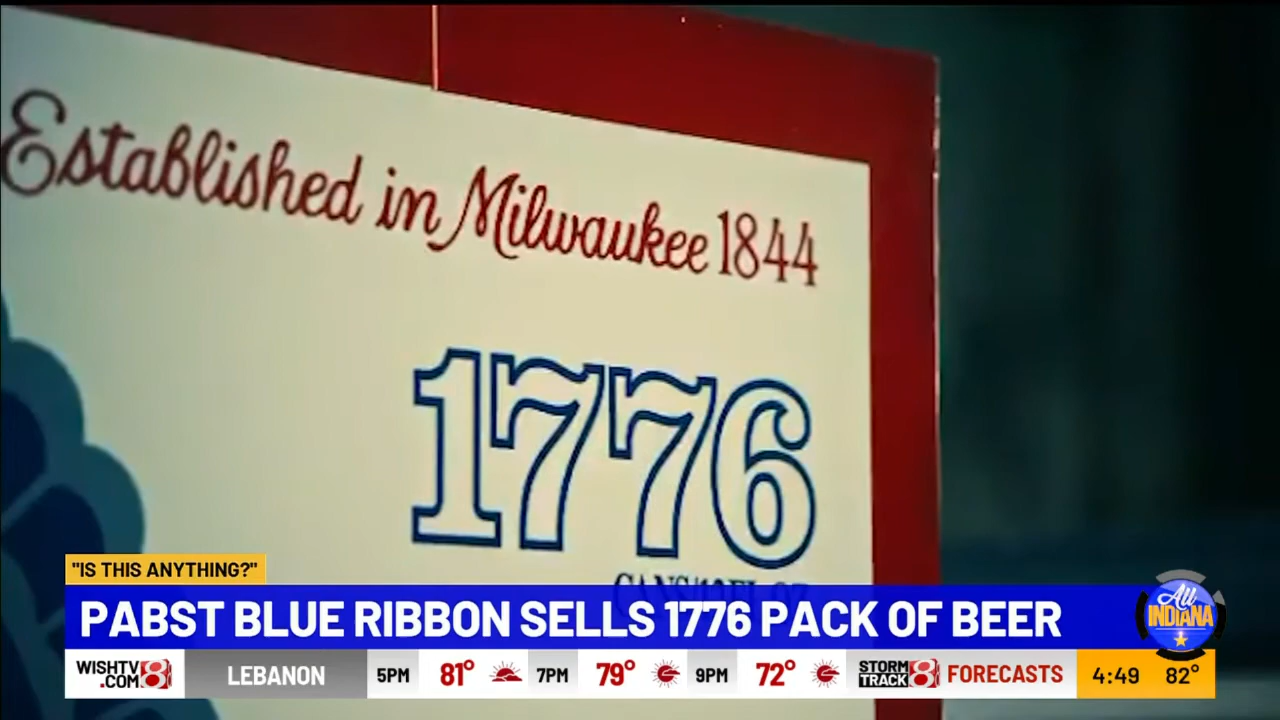 Established in Milwaukee 1844
1776
"IS THIS ANYTHING?"
PABST BLUE RIBBON SELLS 1776 PACK OF BEER
All
INDIANA
WISHTV
.COM 8
LEBANON
5PM 81° 7PM 79° 9PM 72°
STORM
TRACK 8
FORECASTS
4:49 82°